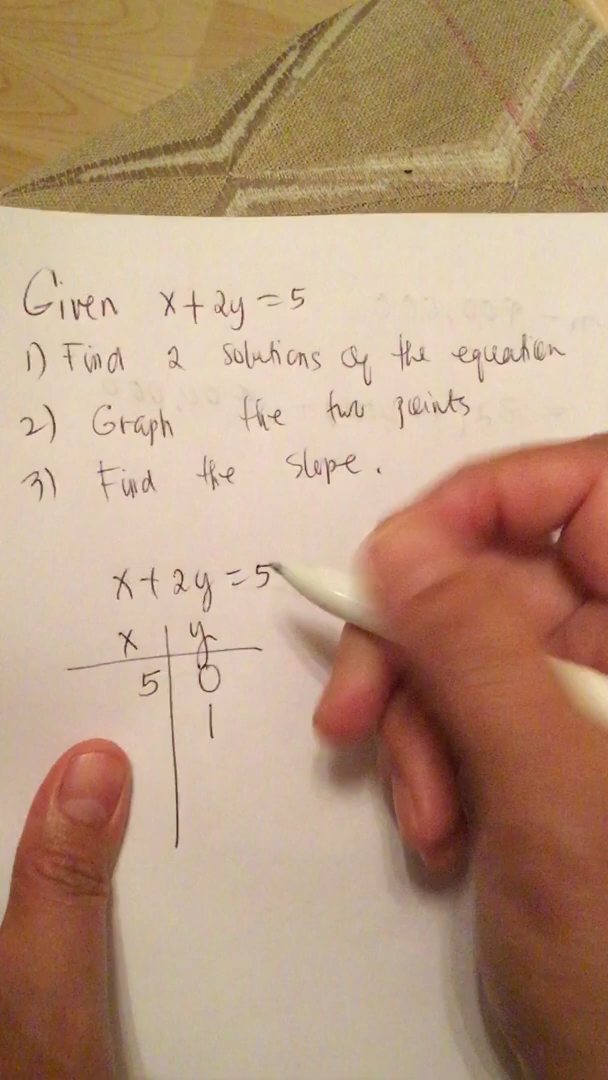 Given x + 2y = 5
1) Find 2 solutions of the equation
2) Graph the two points
3) Find the slope.
x + 2y = 5
x y
5 0
1